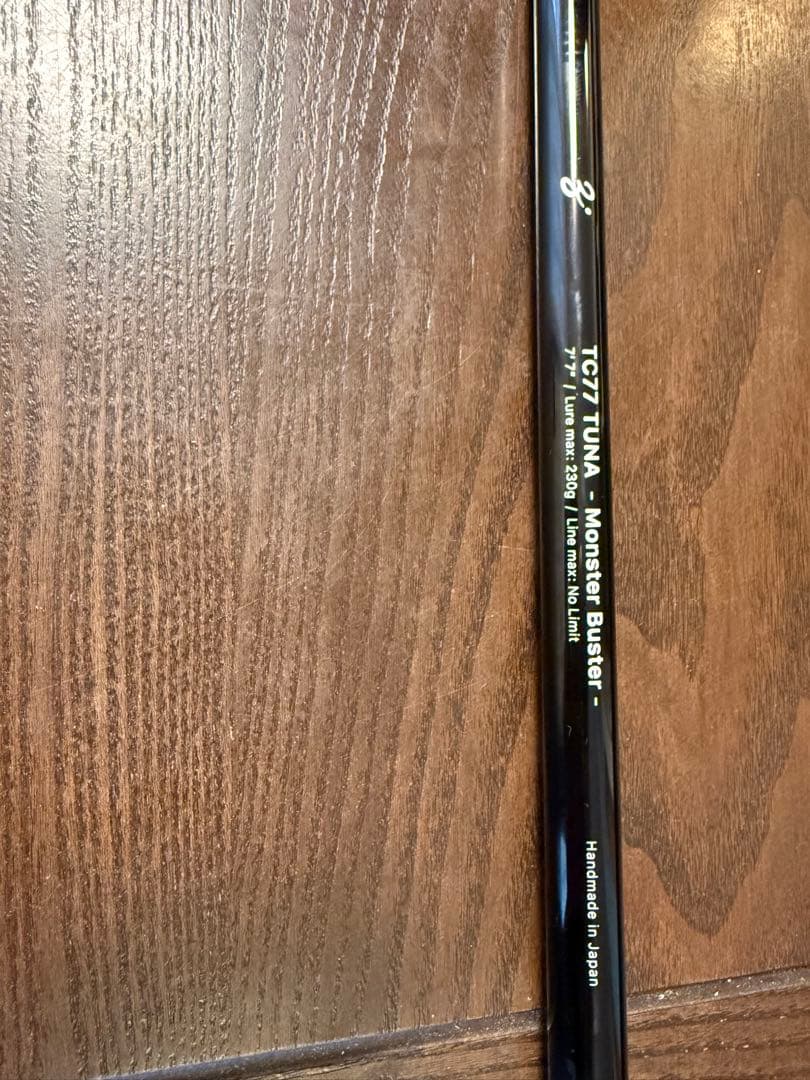 TC77 TUNA - Monster Buster -
7'7" / Lure max: 230g / Line max: No Limit
Handmade in Japan